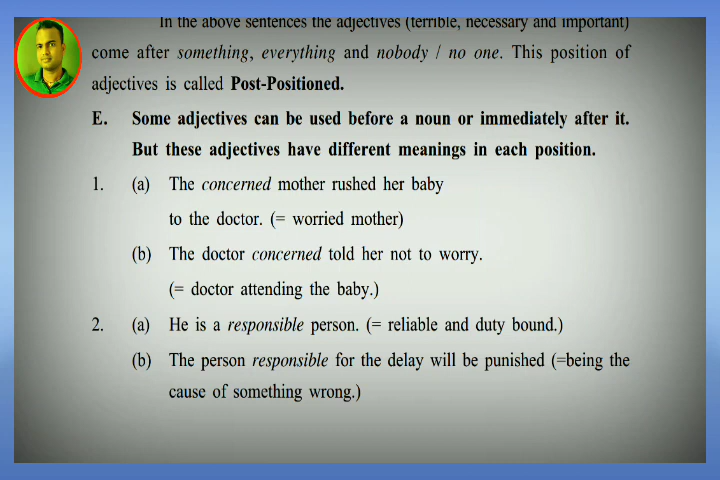 In the above sentences the adjectives (terrible, necessary and important)
come after something, everything and nobody / no one. This position of
adjectives is called Post-Positioned.
E. Some adjectives can be used before a noun or immediately after it.
But these adjectives have different meanings in each position.
1. (a) The concerned mother rushed her baby
to the doctor. (= worried mother)
(b) The doctor concerned told her not to worry.
(= doctor attending the baby.)
2. (a) He is a responsible person. (= reliable and duty bound.)
(b) The person responsible for the delay will be punished (=being the
cause of something wrong.)